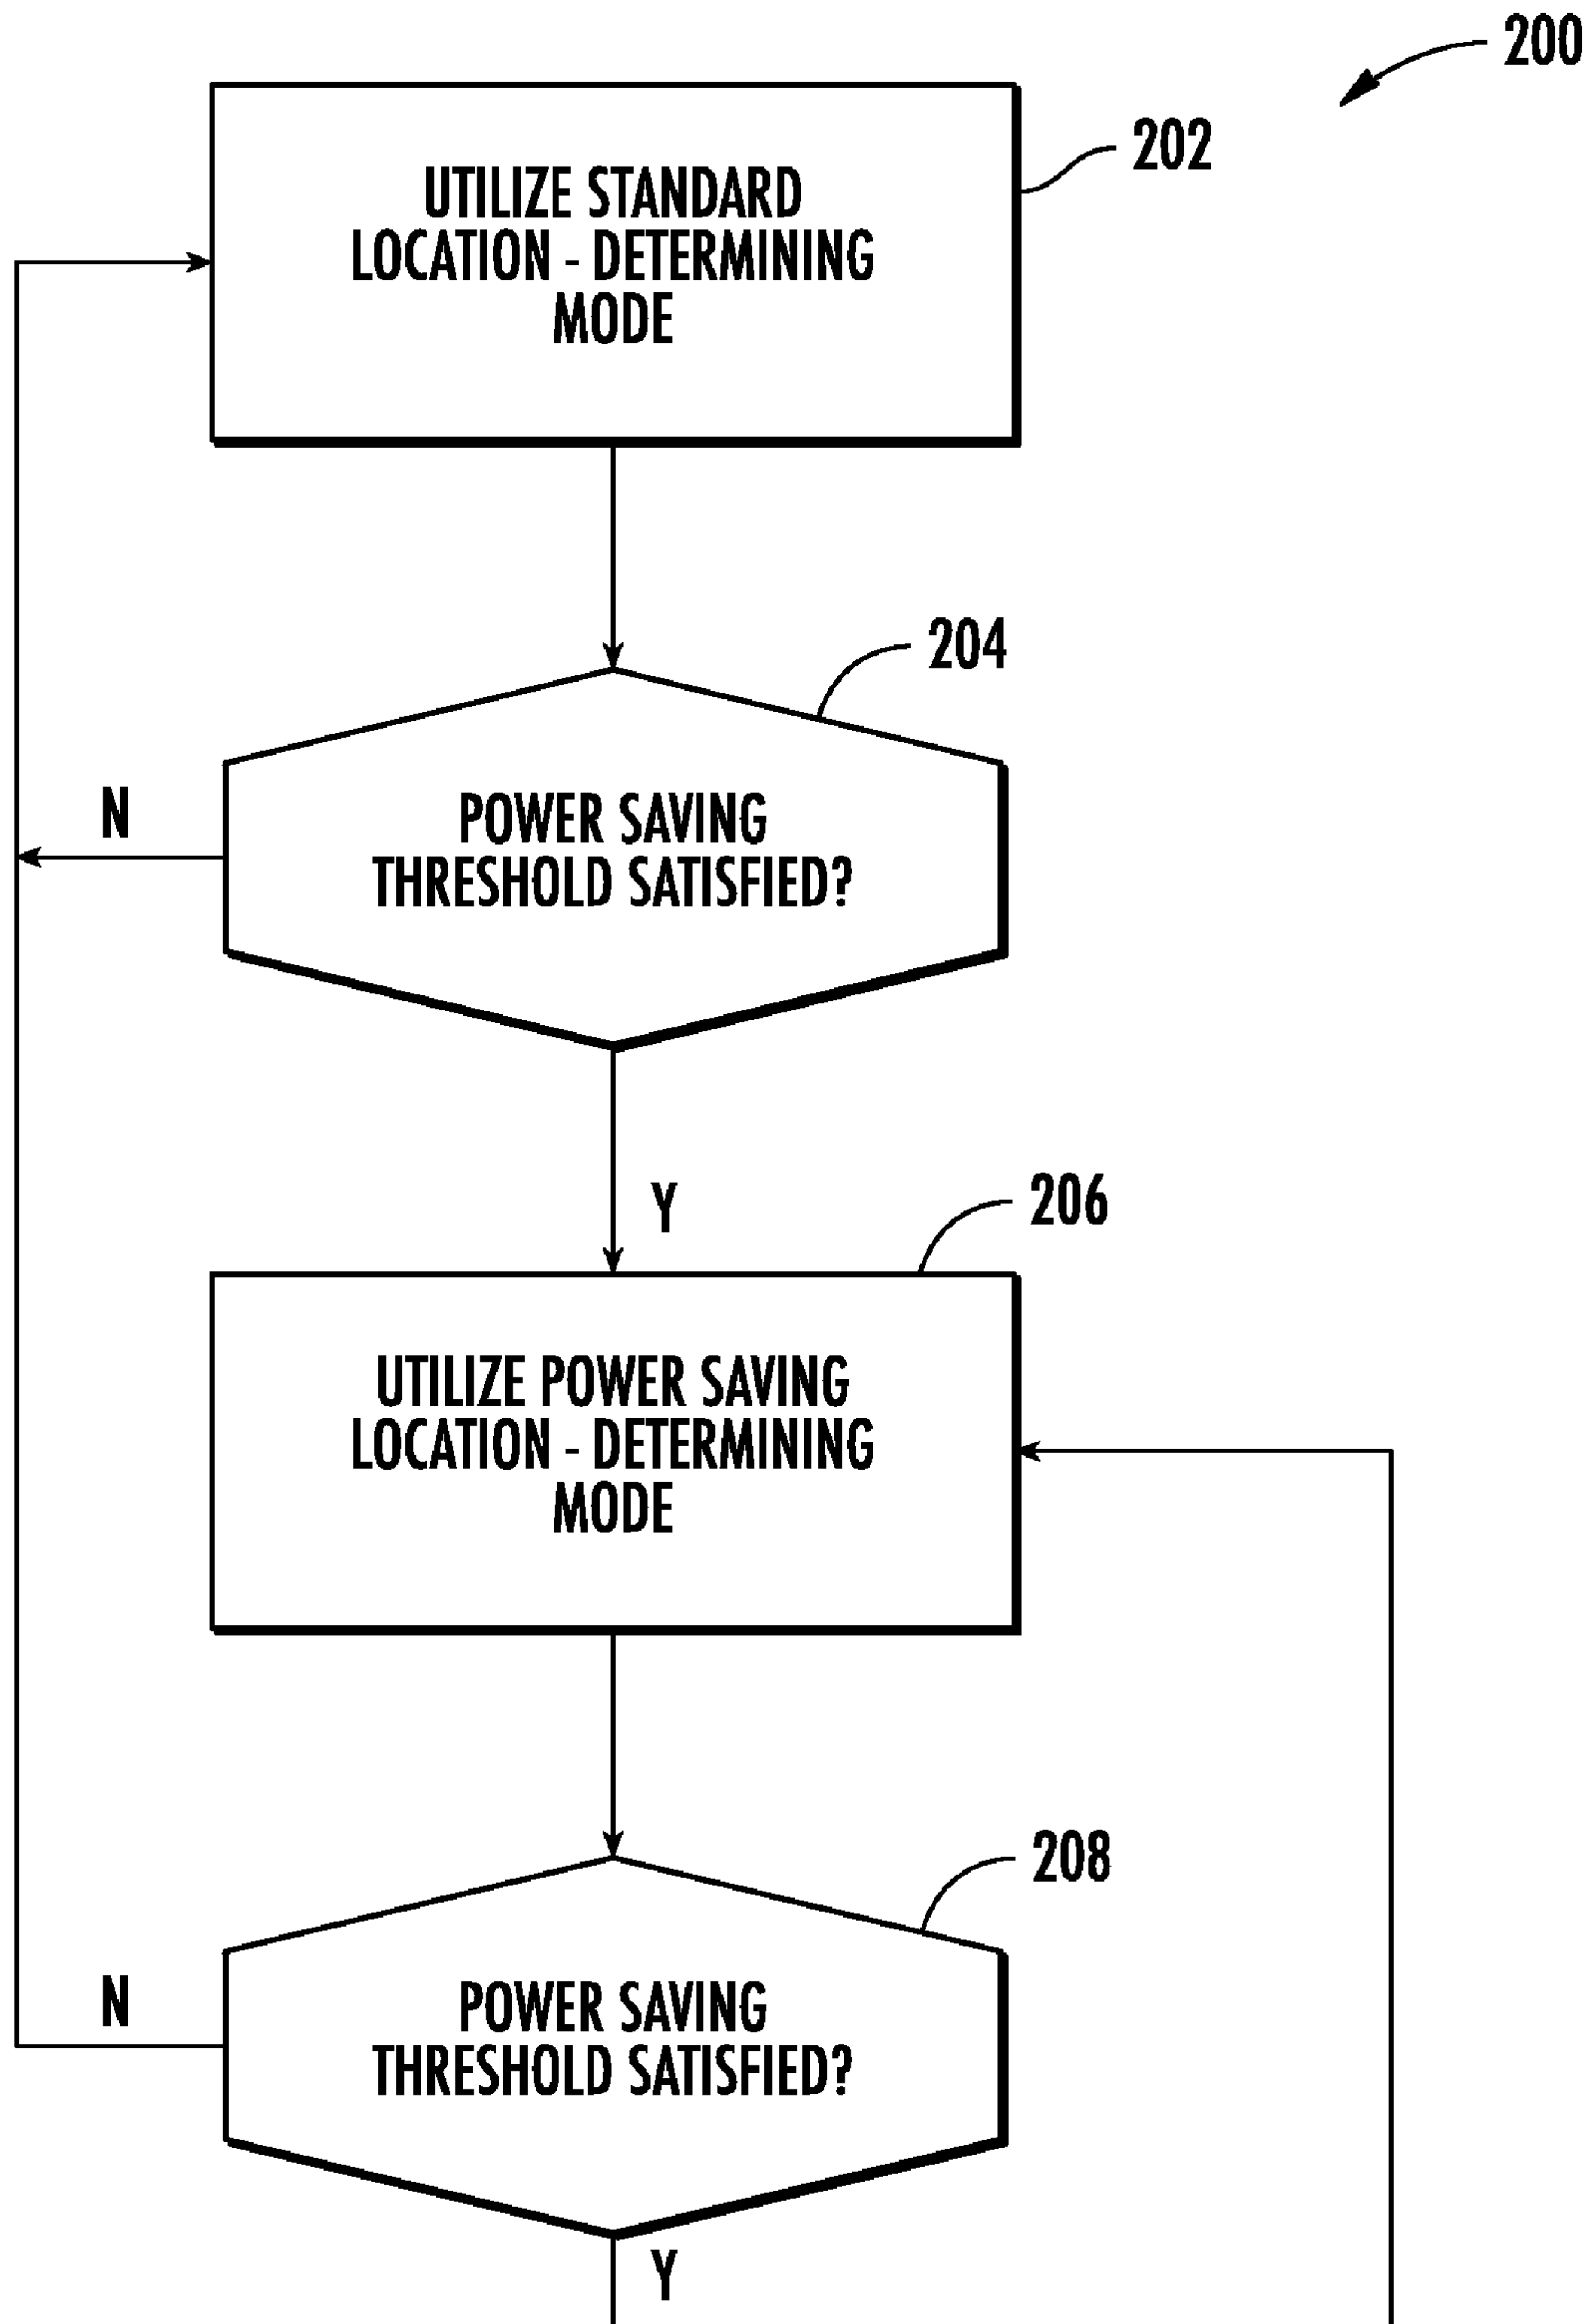 200
202
UTILIZE STANDARD
LOCATION - DETERMINING
MODE
204
POWER SAVING
THRESHOLD SATISFIED?
N
Y
206
UTILIZE POWER SAVING
LOCATION - DETERMINING
MODE
208
POWER SAVING
THRESHOLD SATISFIED?
N
Y